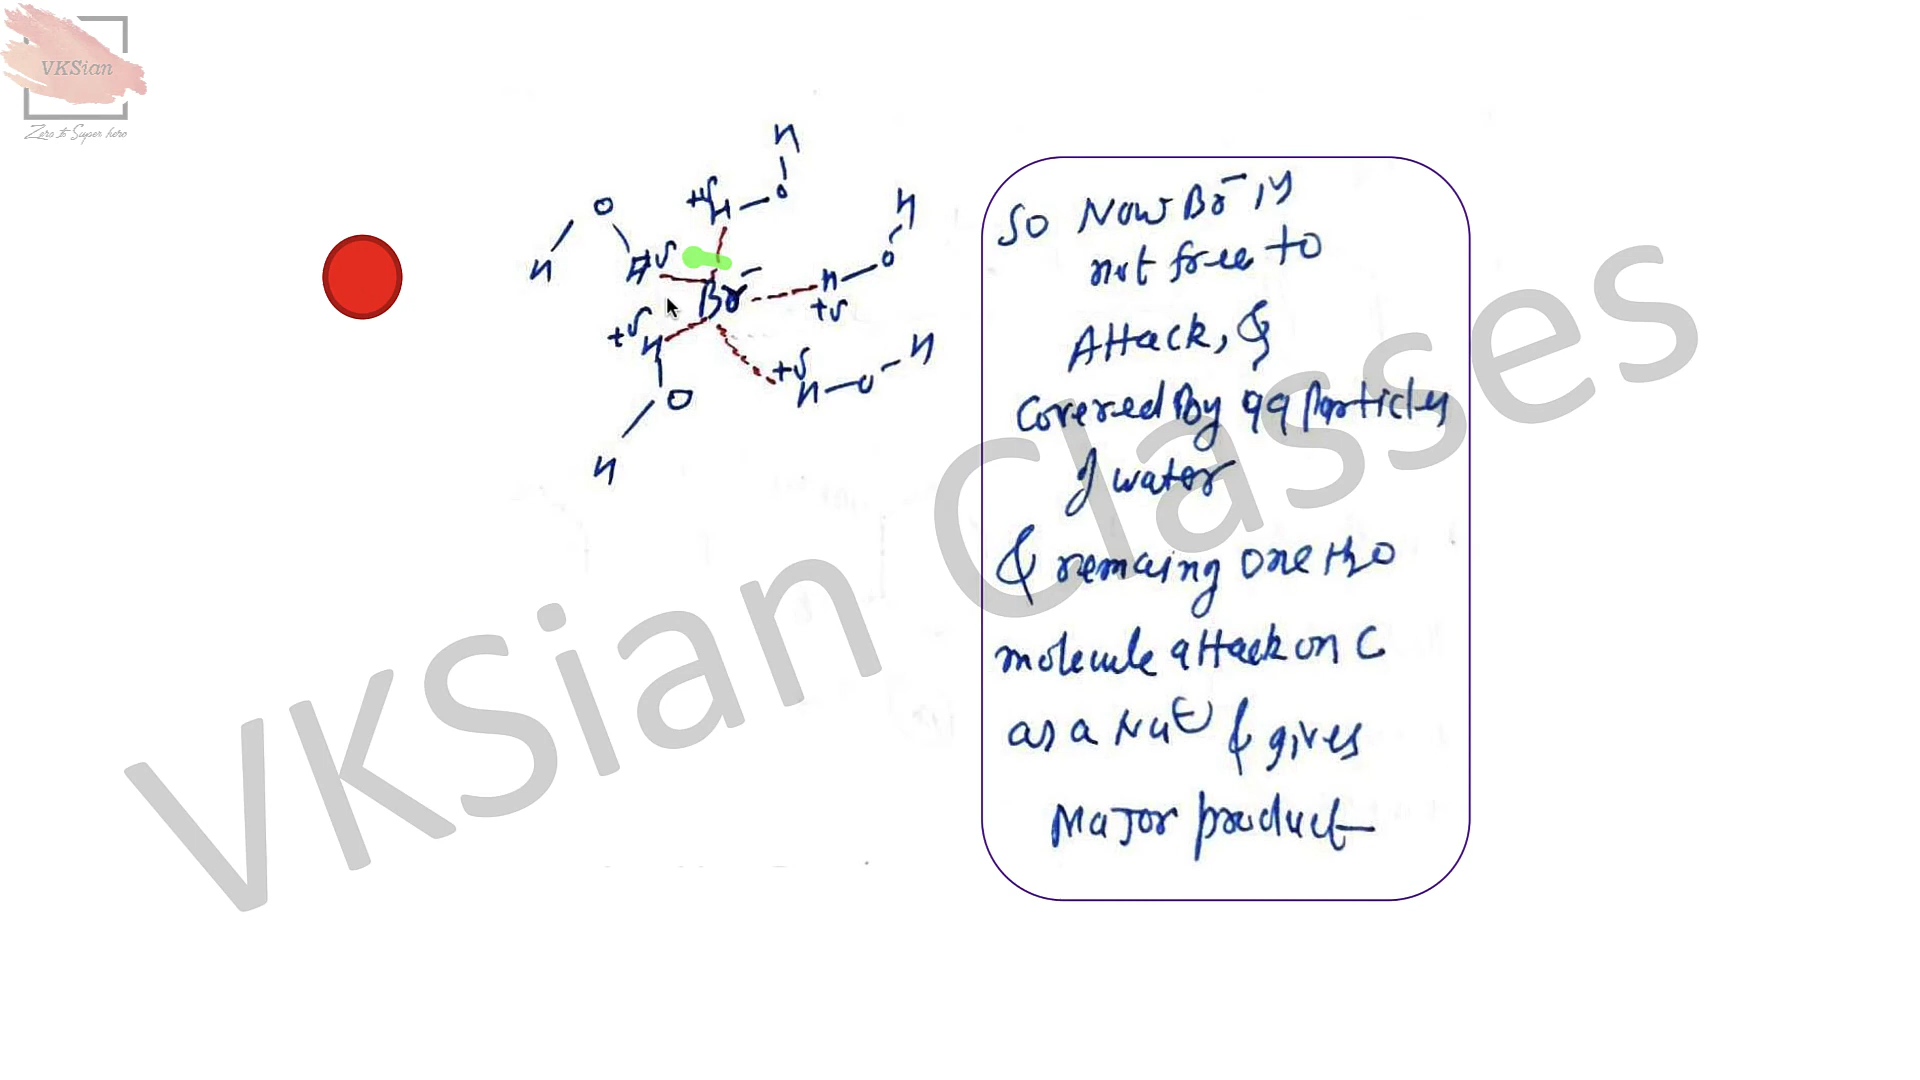 VKSian
Zero to Super hero
H
O
H
+δ
H
O
H
+δ
H
O
H
+δ
Br⁻
H
O
H
+δ
H
O
H
+δ
So Now Br⁻ is
not free to
Attack, &
Covered By 99 Particles
of water
& remaing one H2O
molecule attack on C
as a Nu⊖ & gives
Major product
VKSian Classes